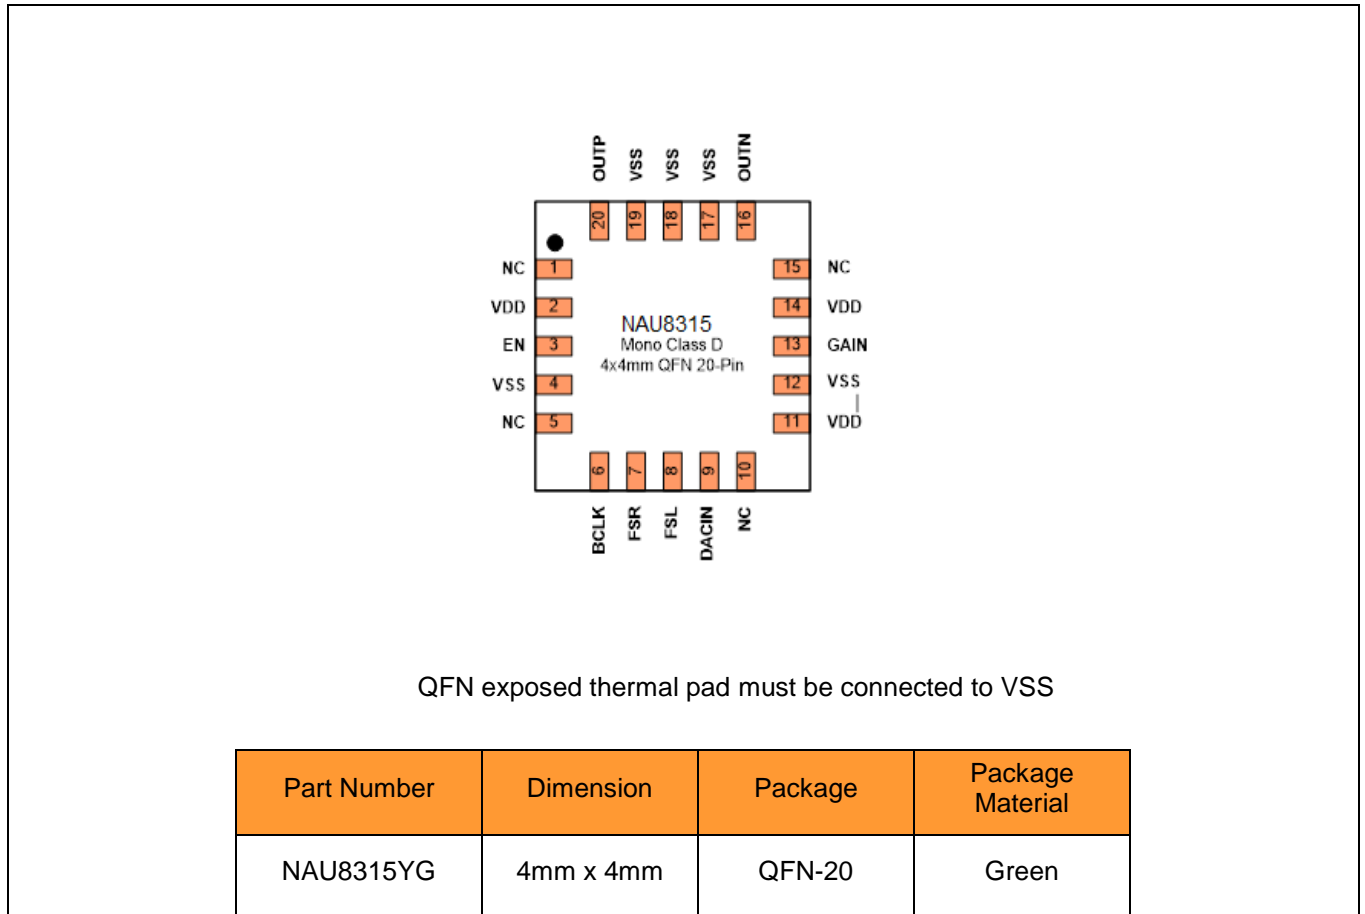 OUTP VSS VSS VSS OUTN
20 19 18 17 16
NC 1 15 NC
VDD 2 14 VDD
EN 3 13 GAIN
VSS 4 12 VSS
NC 5 11 VDD
NAU8315
Mono Class D
4x4mm QFN 20-Pin
6 7 8 9 10
BCLK FSR FSL DACIN NC
QFN exposed thermal pad must be connected to VSS
Part Number Dimension Package Package Material
NAU8315YG 4mm x 4mm QFN-20 Green